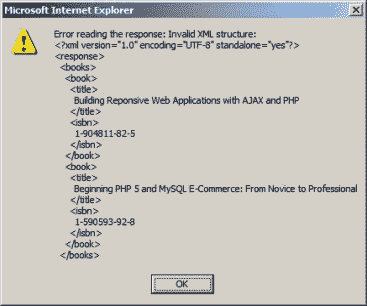 Microsoft Internet Explorer
Error reading the response: Invalid XML structure:
<?xml version="1.0" encoding="UTF-8" standalone="yes"?>
<response>
<books>
<book>
<title>
Building Reponsive Web Applications with AJAX and PHP
</title>
<isbn>
1-904811-82-5
</isbn>
</book>
<book>
<title>
Beginning PHP 5 and MySQL E-Commerce: From Novice to Professional
</title>
<isbn>
1-590593-92-8
</isbn>
</book>
</books>
OK